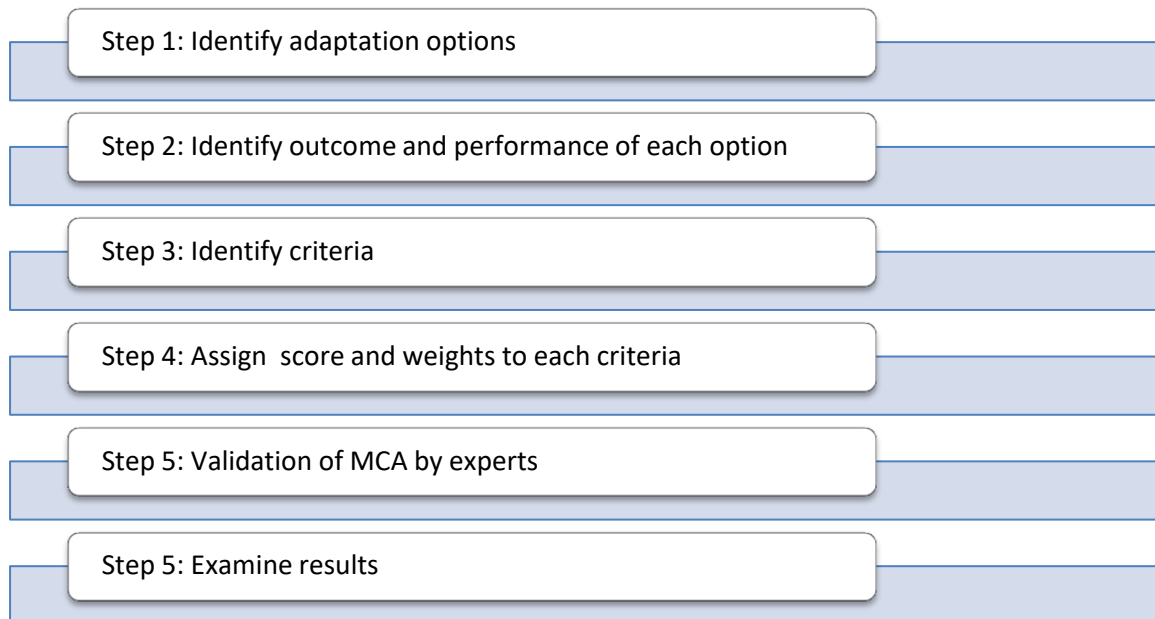 Step 1: Identify adaptation options
Step 2: Identify outcome and performance of each option
Step 3: Identify criteria
Step 4: Assign  score and weights to each criteria
Step 5: Validation of MCA by experts
Step 5: Examine results